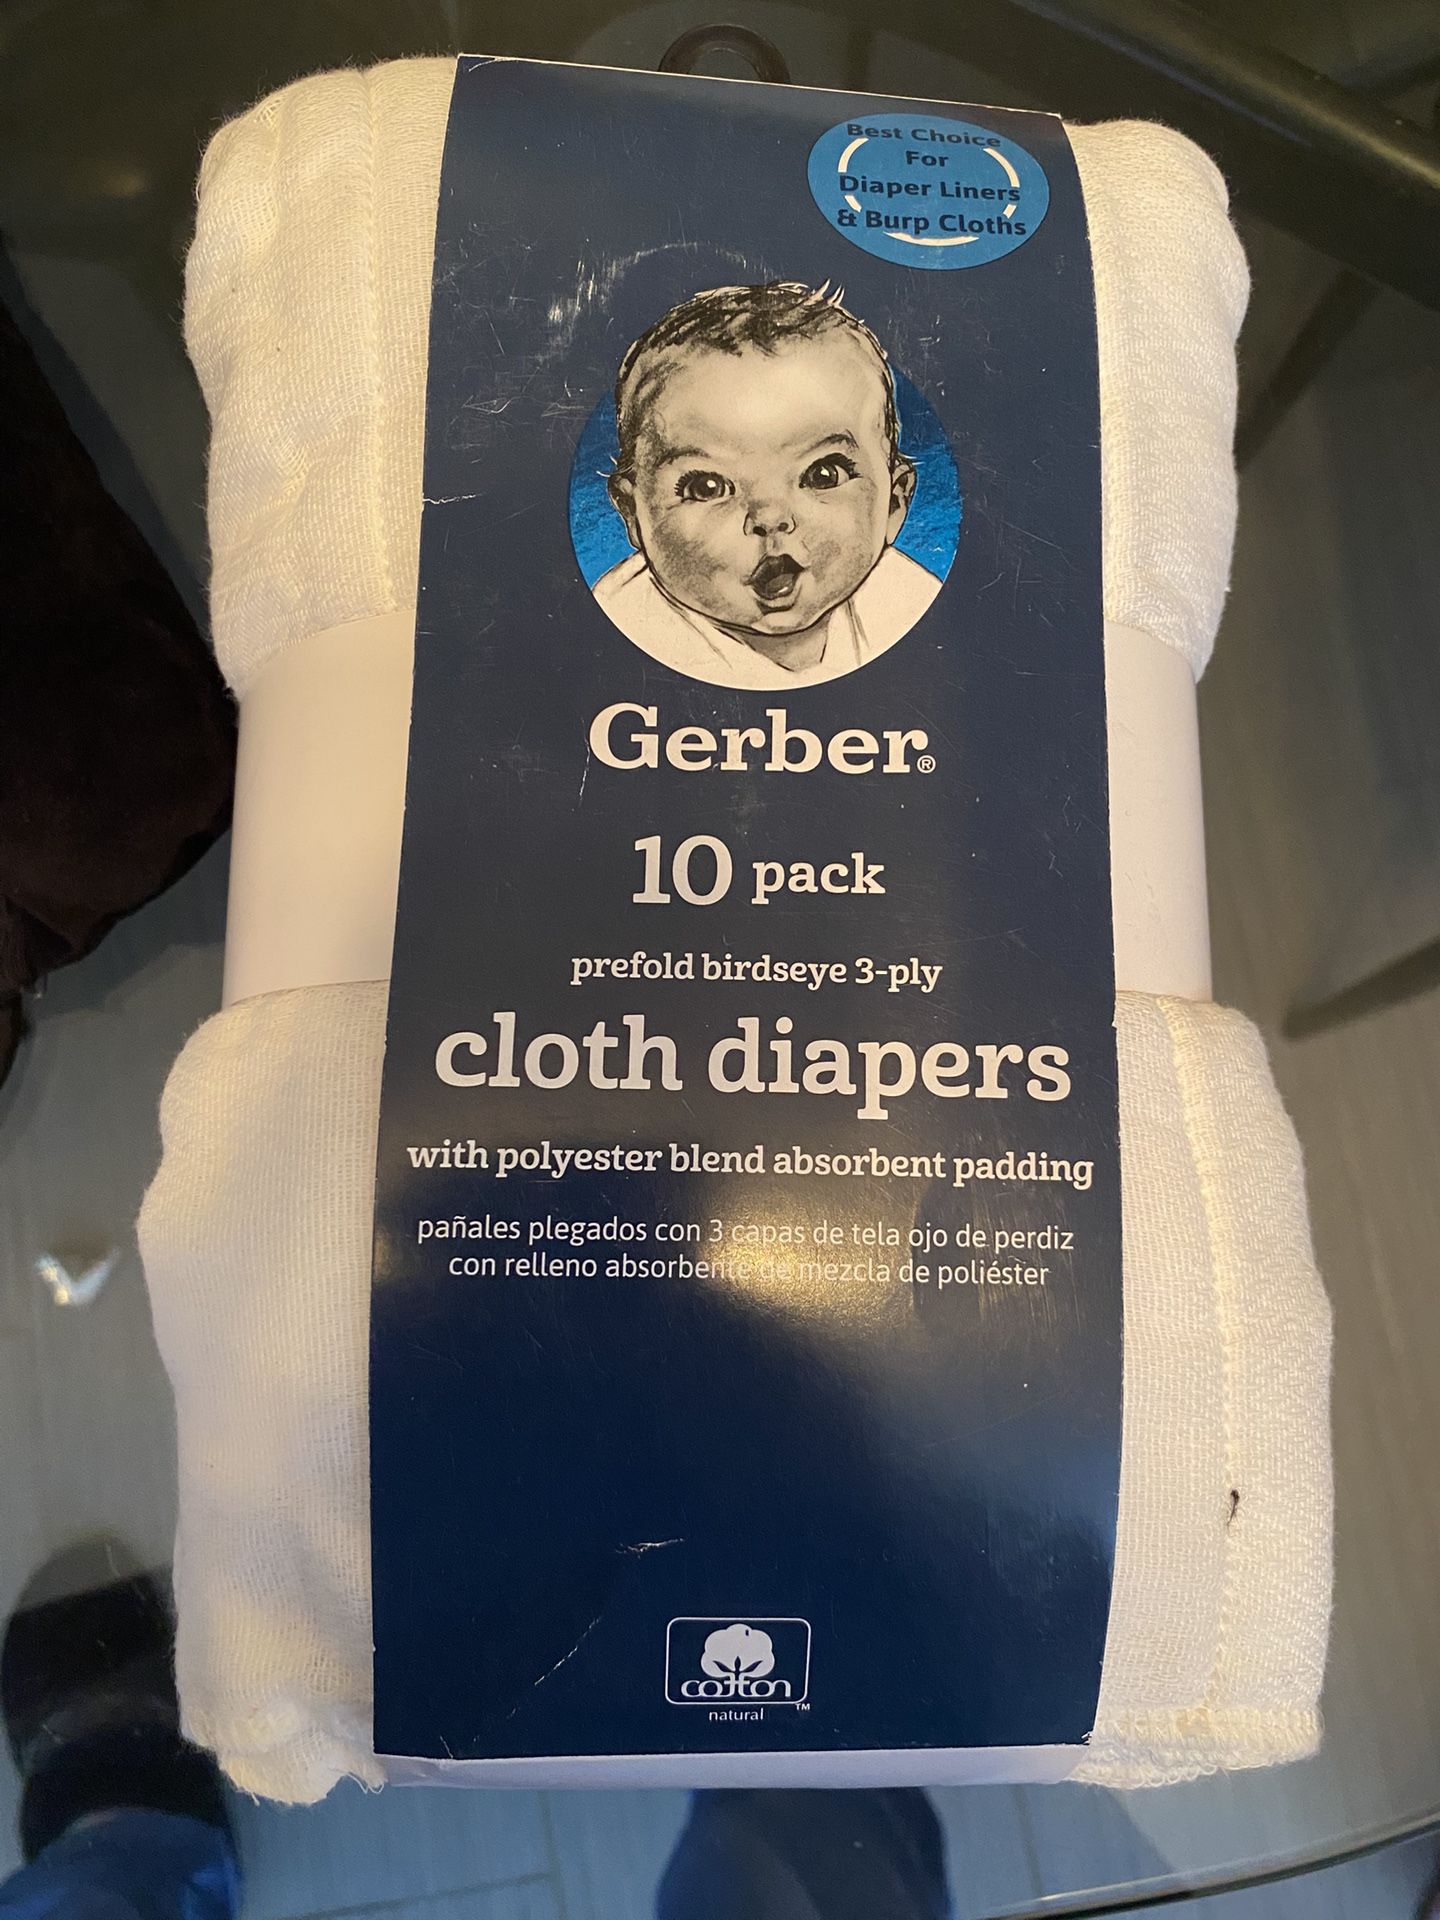 Best Choice
For
Diaper Liners
& Burp Cloths
Gerber®
10 pack
prefold birdseye 3-ply
cloth diapers
with polyester blend absorbent padding
pañales plegados con 3 capas de tela ojo de perdiz
con relleno absorbente de mezcla de poliéster
cotton
TM
natural